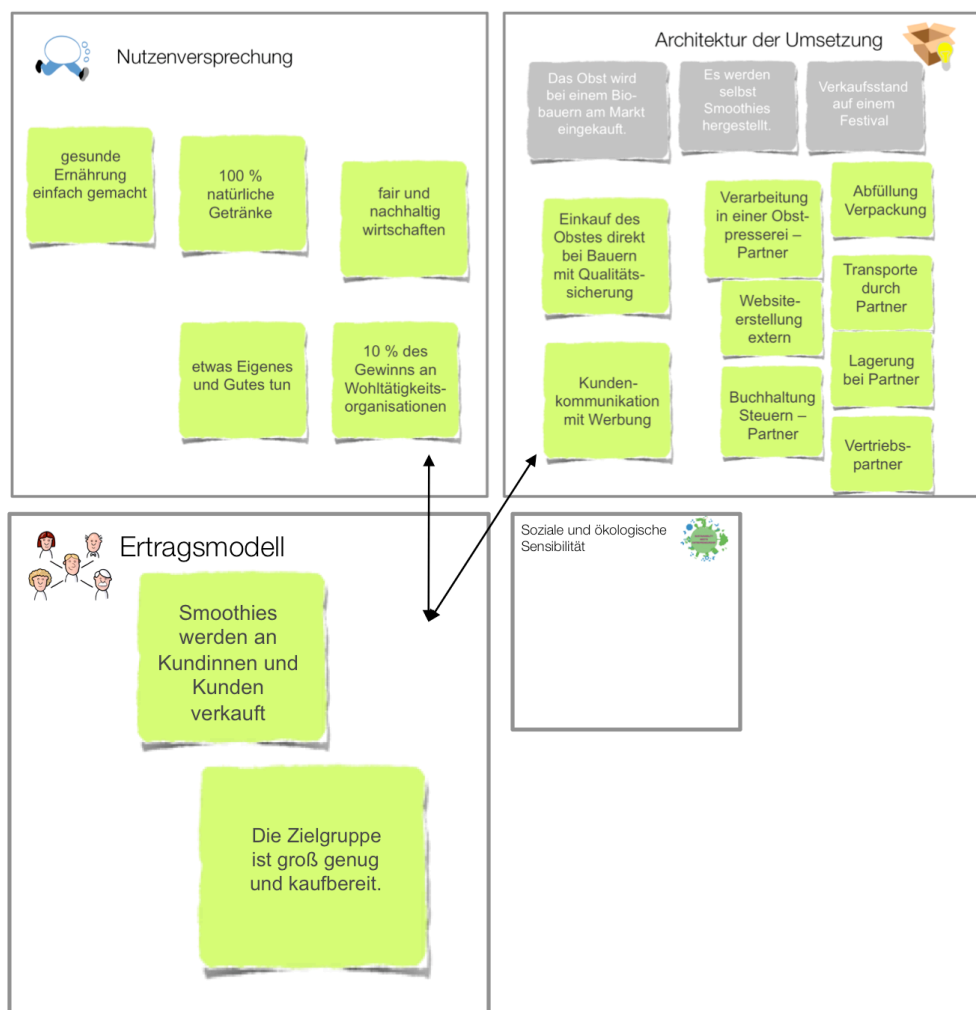 Nutzenversprechung
gesunde
Ernährung
einfach gemacht
100 %
natürliche
Getränke
fair und
nachhaltig
wirtschaften
etwas Eigenes
und Gutes tun
10 % des
Gewinns an
Wohltätigkeits-
organisationen
Architektur der Umsetzung
Das Obst wird
bei einem Bio-
bauern am Markt
eingekauft.
Es werden
selbst
Smoothies
hergestellt.
Verkaufsstand
auf einem
Festival
Einkauf des
Obstes direkt
bei Bauern
mit Qualitäts-
sicherung
Kunden-
kommunikation
mit Werbung
Verarbeitung
in einer Obst-
presserei –
Partner
Website-
erstellung
extern
Buchhaltung
Steuern –
Partner
Abfüllung
Verpackung
Transporte
durch
Partner
Lagerung
bei Partner
Vertriebs-
partner
Ertragsmodell
Smoothies
werden an
Kundinnen und
Kunden
verkauft
Die Zielgruppe
ist groß genug
und kaufbereit.
Soziale und ökologische
Sensibilität